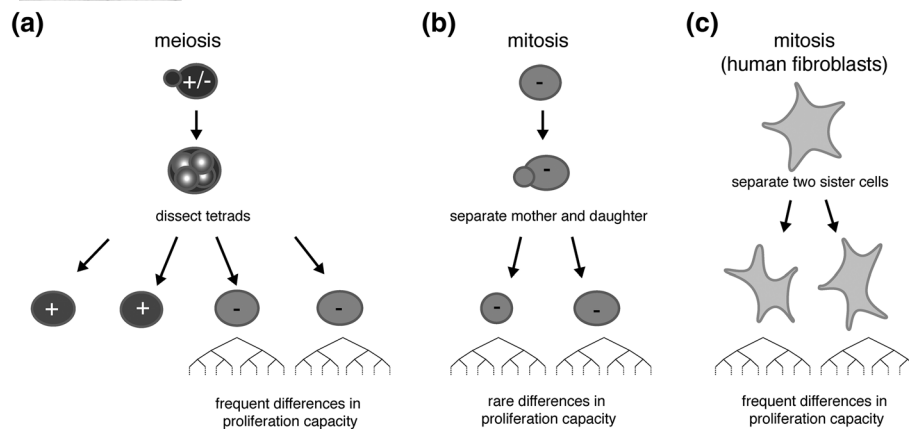 (a)
meiosis
+/-
dissect tetrads
+
+
-
-
frequent differences in
proliferation capacity
(b)
mitosis
-
-
separate mother and daughter
-
-
rare differences in
proliferation capacity
(c)
mitosis
(human fibroblasts)
separate two sister cells
frequent differences in
proliferation capacity